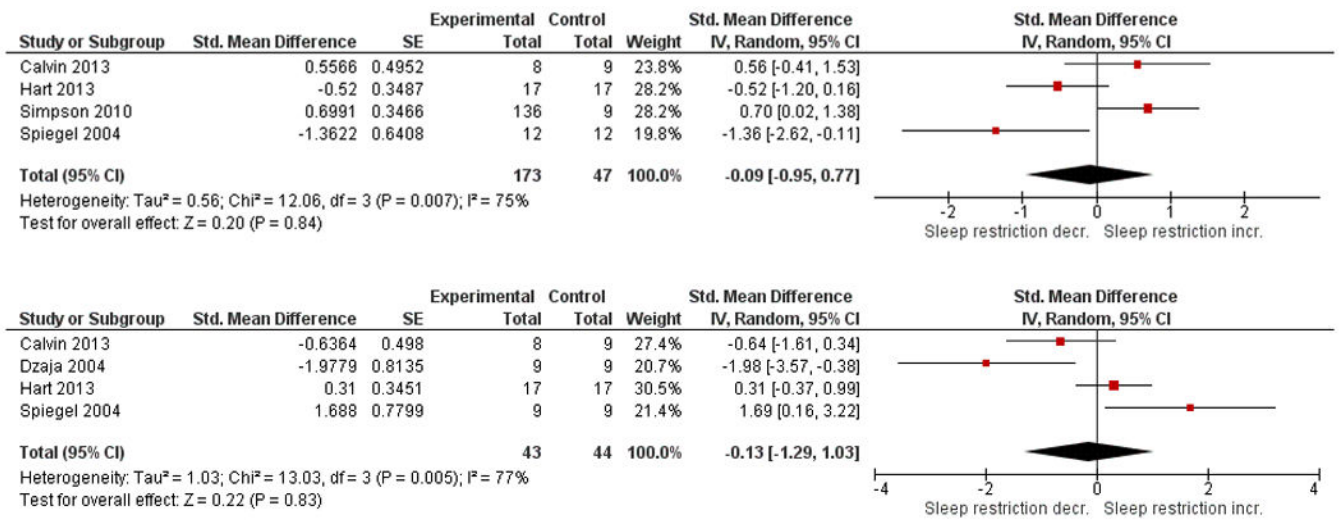 Experimental Control Std. Mean Difference Std. Mean Difference
Study or Subgroup Std. Mean Difference SE Total Total Weight IV, Random, 95% CI IV, Random, 95% CI
Calvin 2013 0.5566 0.4952 8 9 23.8% 0.56 [-0.41, 1.53]
Hart 2013 -0.52 0.3487 17 17 28.2% -0.52 [-1.20, 0.16]
Simpson 2010 0.6991 0.3466 136 9 28.2% 0.70 [0.02, 1.38]
Spiegel 2004 -1.3622 0.6408 12 12 19.8% -1.36 [-2.62, -0.11]
Total (95% CI) 173 47 100.0% -0.09 [-0.95, 0.77]
Heterogeneity: Tau² = 0.56; Chi² = 12.06, df = 3 (P = 0.007); I² = 75%
Test for overall effect: Z = 0.20 (P = 0.84)
-2 -1 0 1 2
Sleep restriction decr. Sleep restriction incr.
Experimental Control Std. Mean Difference Std. Mean Difference
Study or Subgroup Std. Mean Difference SE Total Total Weight IV, Random, 95% CI IV, Random, 95% CI
Calvin 2013 -0.6364 0.498 8 9 27.4% -0.64 [-1.61, 0.34]
Dzaja 2004 -1.9779 0.8135 9 9 20.7% -1.98 [-3.57, -0.38]
Hart 2013 0.31 0.3451 17 17 30.5% 0.31 [-0.37, 0.99]
Spiegel 2004 1.688 0.7799 9 9 21.4% 1.69 [0.16, 3.22]
Total (95% CI) 43 44 100.0% -0.13 [-1.29, 1.03]
Heterogeneity: Tau² = 1.03; Chi² = 13.03, df = 3 (P = 0.005); I² = 77%
Test for overall effect: Z = 0.22 (P = 0.83)
-4 -2 0 2 4
Sleep restriction decr. Sleep restriction incr.